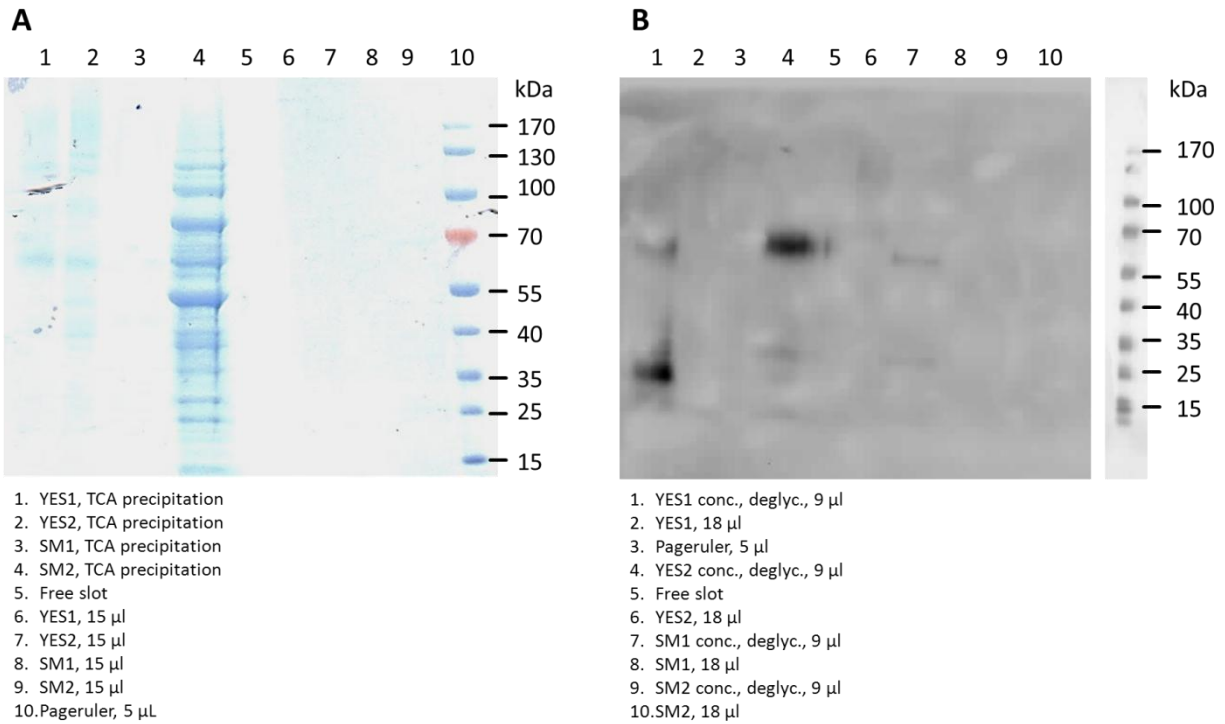 A
B
1 2 3 4 5 6 7 8 9 10
1 2 3 4 5 6 7 8 9 10
kDa
170
130
100
70
55
40
35
25
15
kDa
170
100
70
55
40
35
25
15
1. YES1, TCA precipitation
2. YES2, TCA precipitation
3. SM1, TCA precipitation
4. SM2, TCA precipitation
5. Free slot
6. YES1, 15 µl
7. YES2, 15 µl
8. SM1, 15 µl
9. SM2, 15 µl
10.Pageruler, 5 µL
1. YES1 conc., deglyc., 9 µl
2. YES1, 18 µl
3. Pageruler, 5 µl
4. YES2 conc., deglyc., 9 µl
5. Free slot
6. YES2, 18 µl
7. SM1 conc., deglyc., 9 µl
8. SM1, 18 µl
9. SM2 conc., deglyc., 9 µl
10.SM2, 18 µl